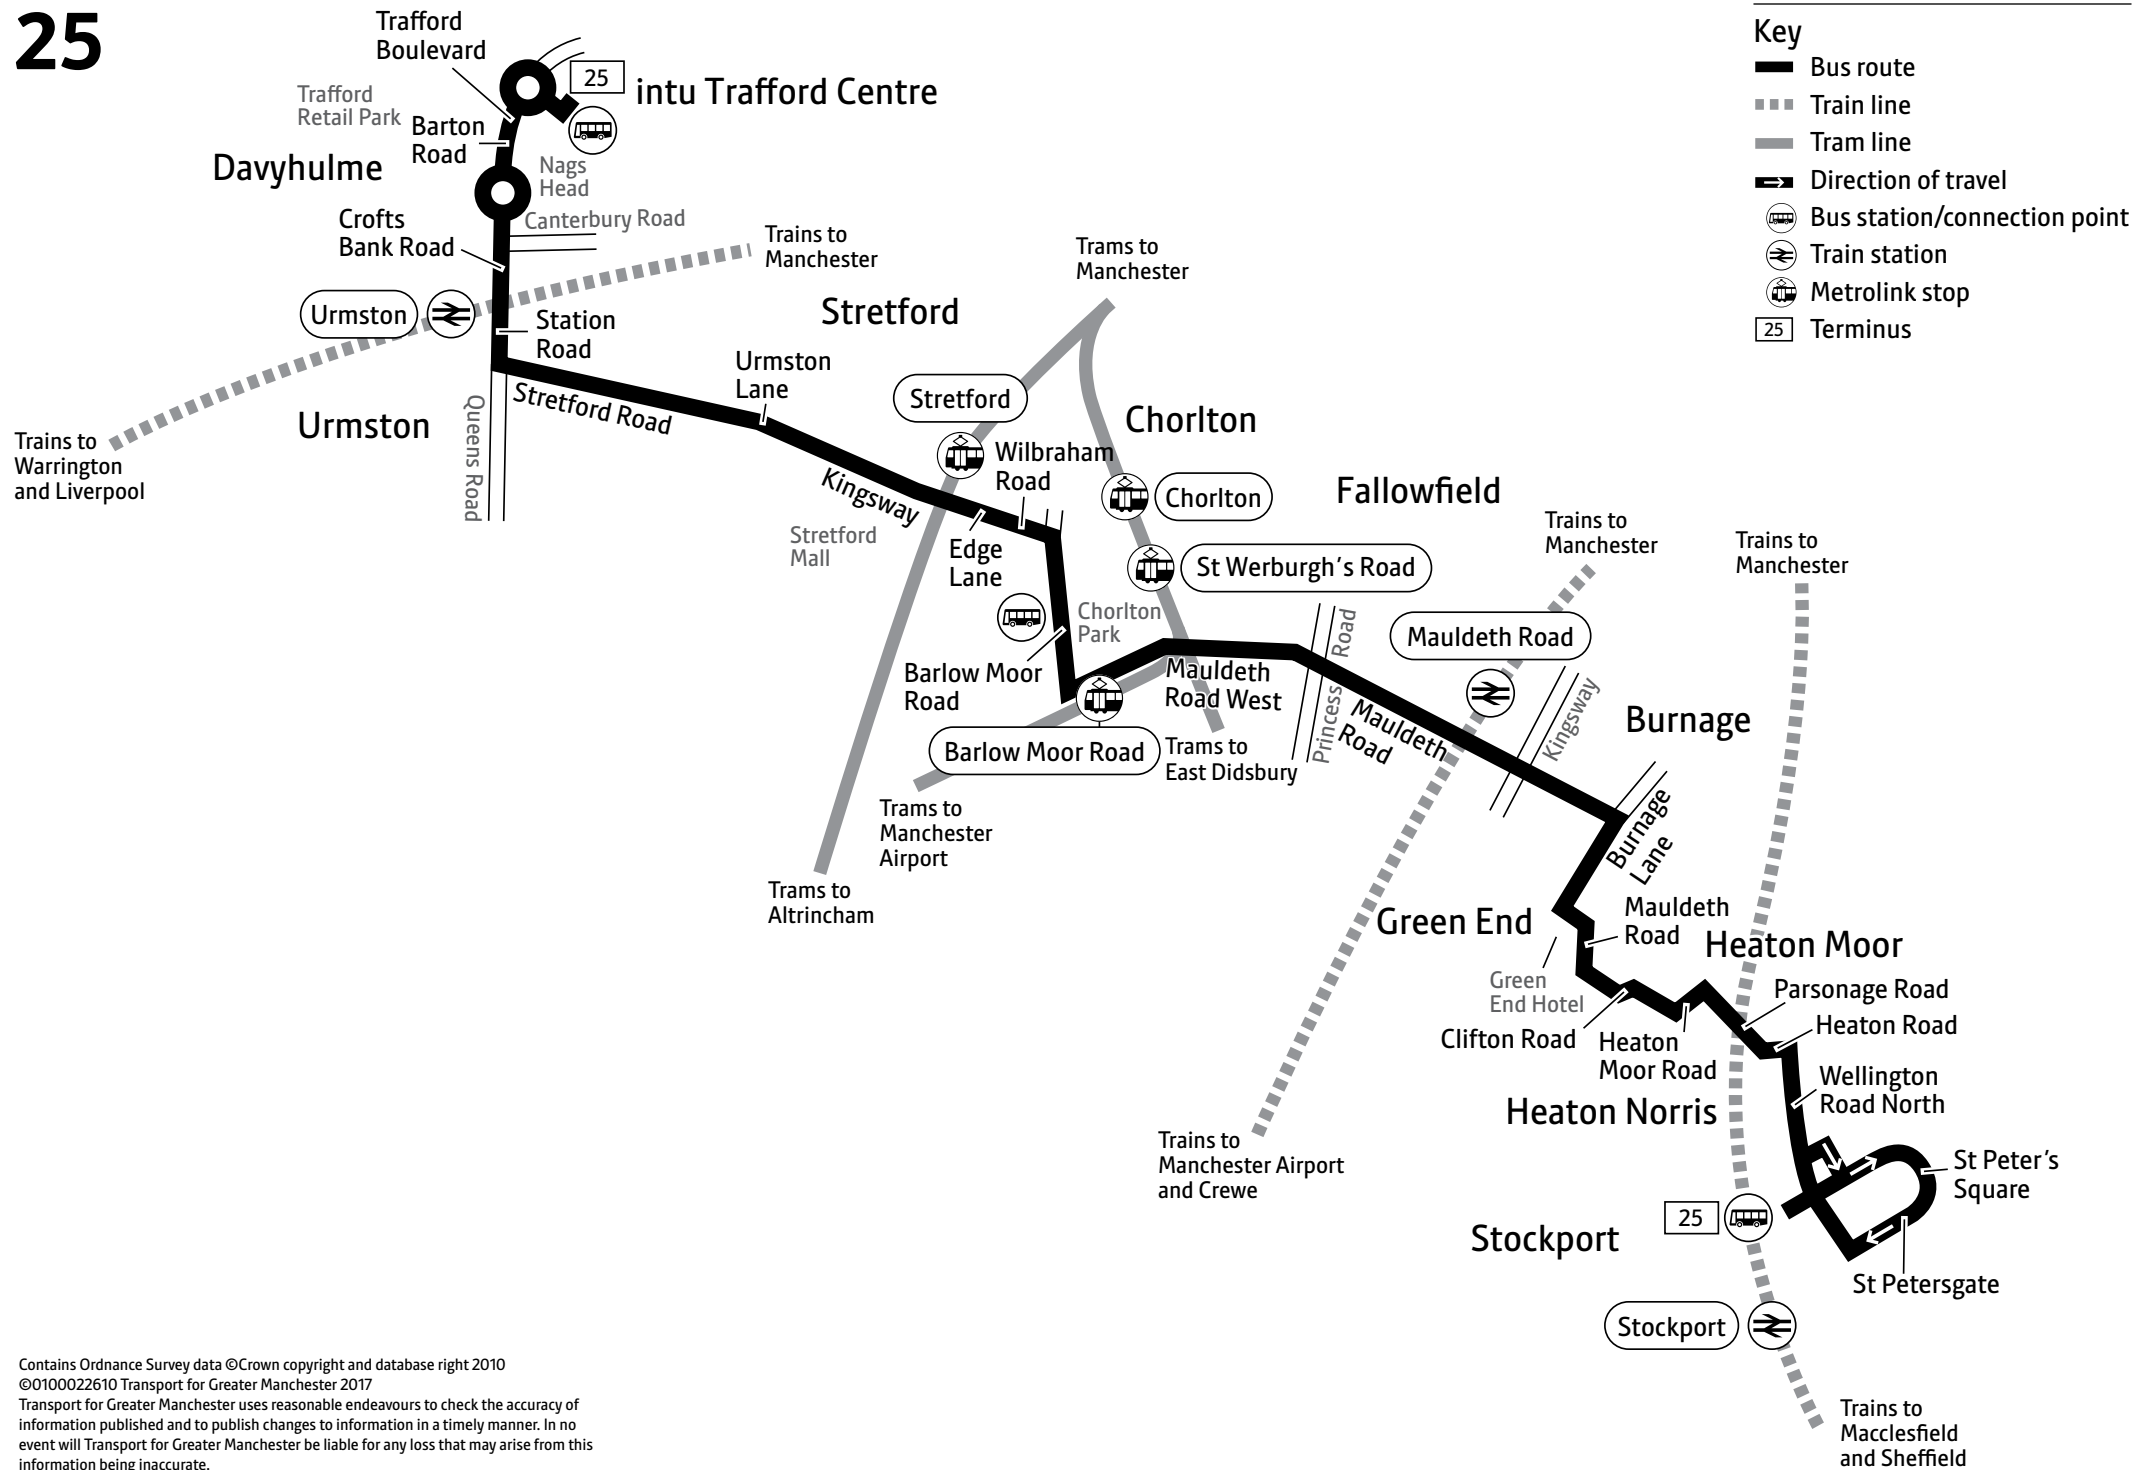 25
Trafford
Boulevard
25
intu Trafford Centre
Trafford
Retail Park
Barton
Road
Davyhulme
Nags
Head
Crofts
Bank Road
Canterbury Road
Trains to
Manchester
Urmston
Station
Road
Trains to
Warrington
and Liverpool
Urmston
Queens Road
Stretford Road
Urmston
Lane
Stretford
Trams to
Manchester
Stretford
Kingsway
Stretford
Mall
Wilbraham
Road
Edge
Lane
Chorlton
Chorlton
St Werburgh's Road
Chorlton
Park
Barlow Moor
Road
Barlow Moor Road
Mauldeth
Road West
Trams to
East Didsbury
Trams to
Manchester
Airport
Trams to
Altrincham
Fallowfield
Princess Road
Mauldeth
Road
Trains to
Manchester
Mauldeth Road
Kingsway
Burnage
Trains to
Manchester
Burnage
Lane
Green End
Mauldeth
Road
Heaton Moor
Green
End Hotel
Clifton Road
Heaton
Moor Road
Parsonage Road
Heaton Road
Wellington
Road North
Heaton Norris
Trains to
Manchester Airport
and Crewe
St Peter's
Square
25
Stockport
St Petersgate
Stockport
Trains to
Macclesfield
and Sheffield
Key
Bus route
Train line
Tram line
Direction of travel
Bus station/connection point
Train station
Metrolink stop
25 Terminus
Contains Ordnance Survey data ©Crown copyright and database right 2010
©0100022610 Transport for Greater Manchester 2017
Transport for Greater Manchester uses reasonable endeavours to check the accuracy of
information published and to publish changes to information in a timely manner. In no
event will Transport for Greater Manchester be liable for any loss that may arise from this
information being inaccurate.